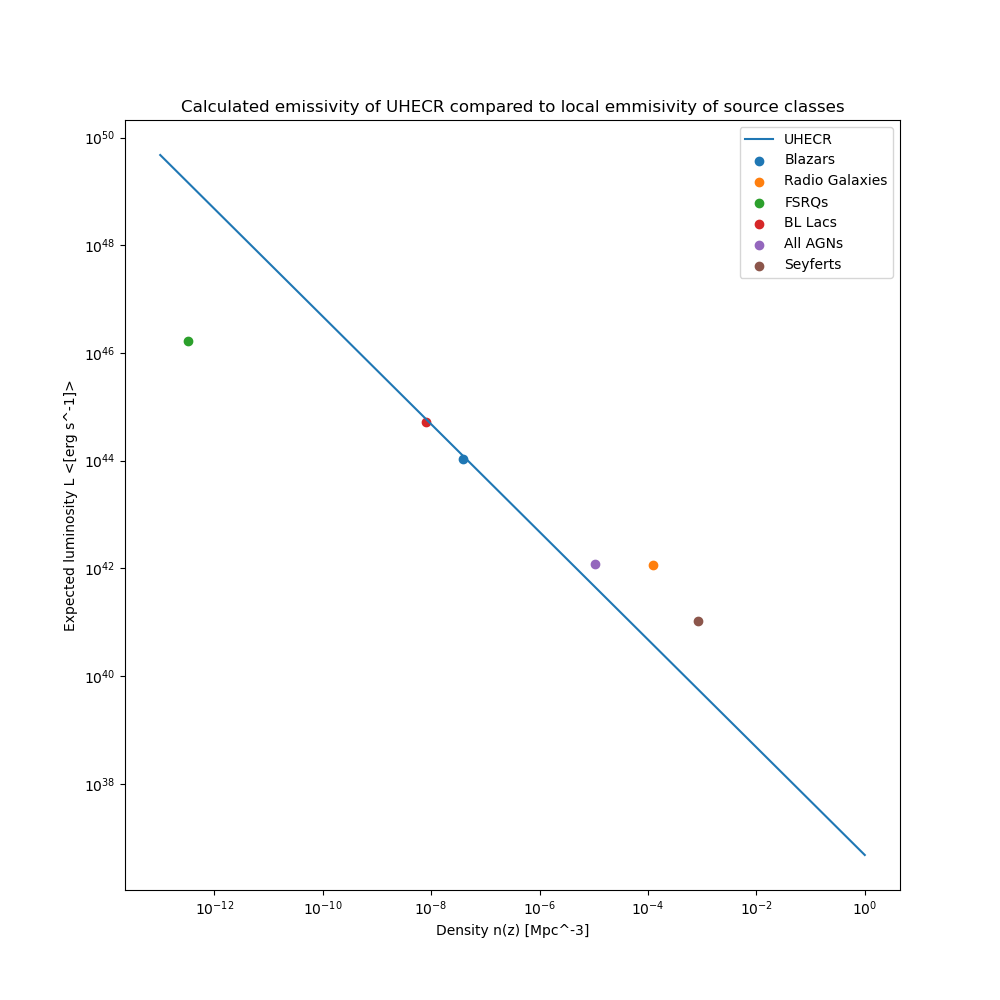 Calculated emissivity of UHECR compared to local emmisivity of source classes
UHECR
Blazars
Radio Galaxies
FSRQs
BL Lacs
All AGNs
Seyferts
10^50
10^48
10^46
10^44
10^42
10^40
10^38
Expected luminosity L <[erg s^-1]>
10^-12 10^-10 10^-8 10^-6 10^-4 10^-2 10^0
Density n(z) [Mpc^-3]